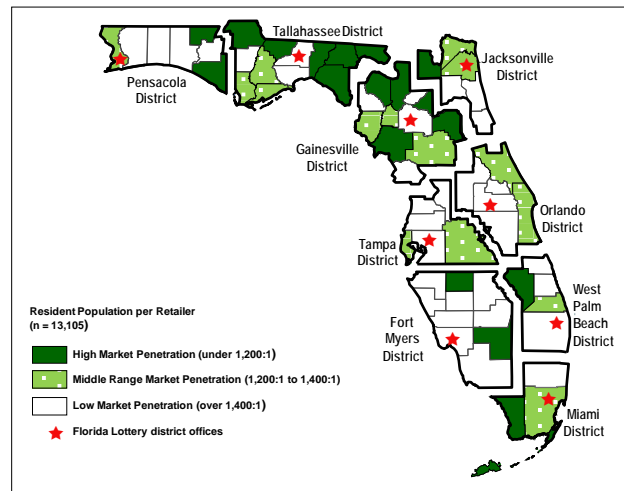 Tallahassee District
Jacksonville
District
Pensacola
District
Gainesville
District
Orlando
District
Tampa
District
West
Palm
Beach
District
Fort
Myers
District
Miami
District
Resident Population per Retailer
(n = 13,105)
High Market Penetration (under 1,200:1)
Middle Range Market Penetration (1,200:1 to 1,400:1)
Low Market Penetration (over 1,400:1)
Florida Lottery district offices